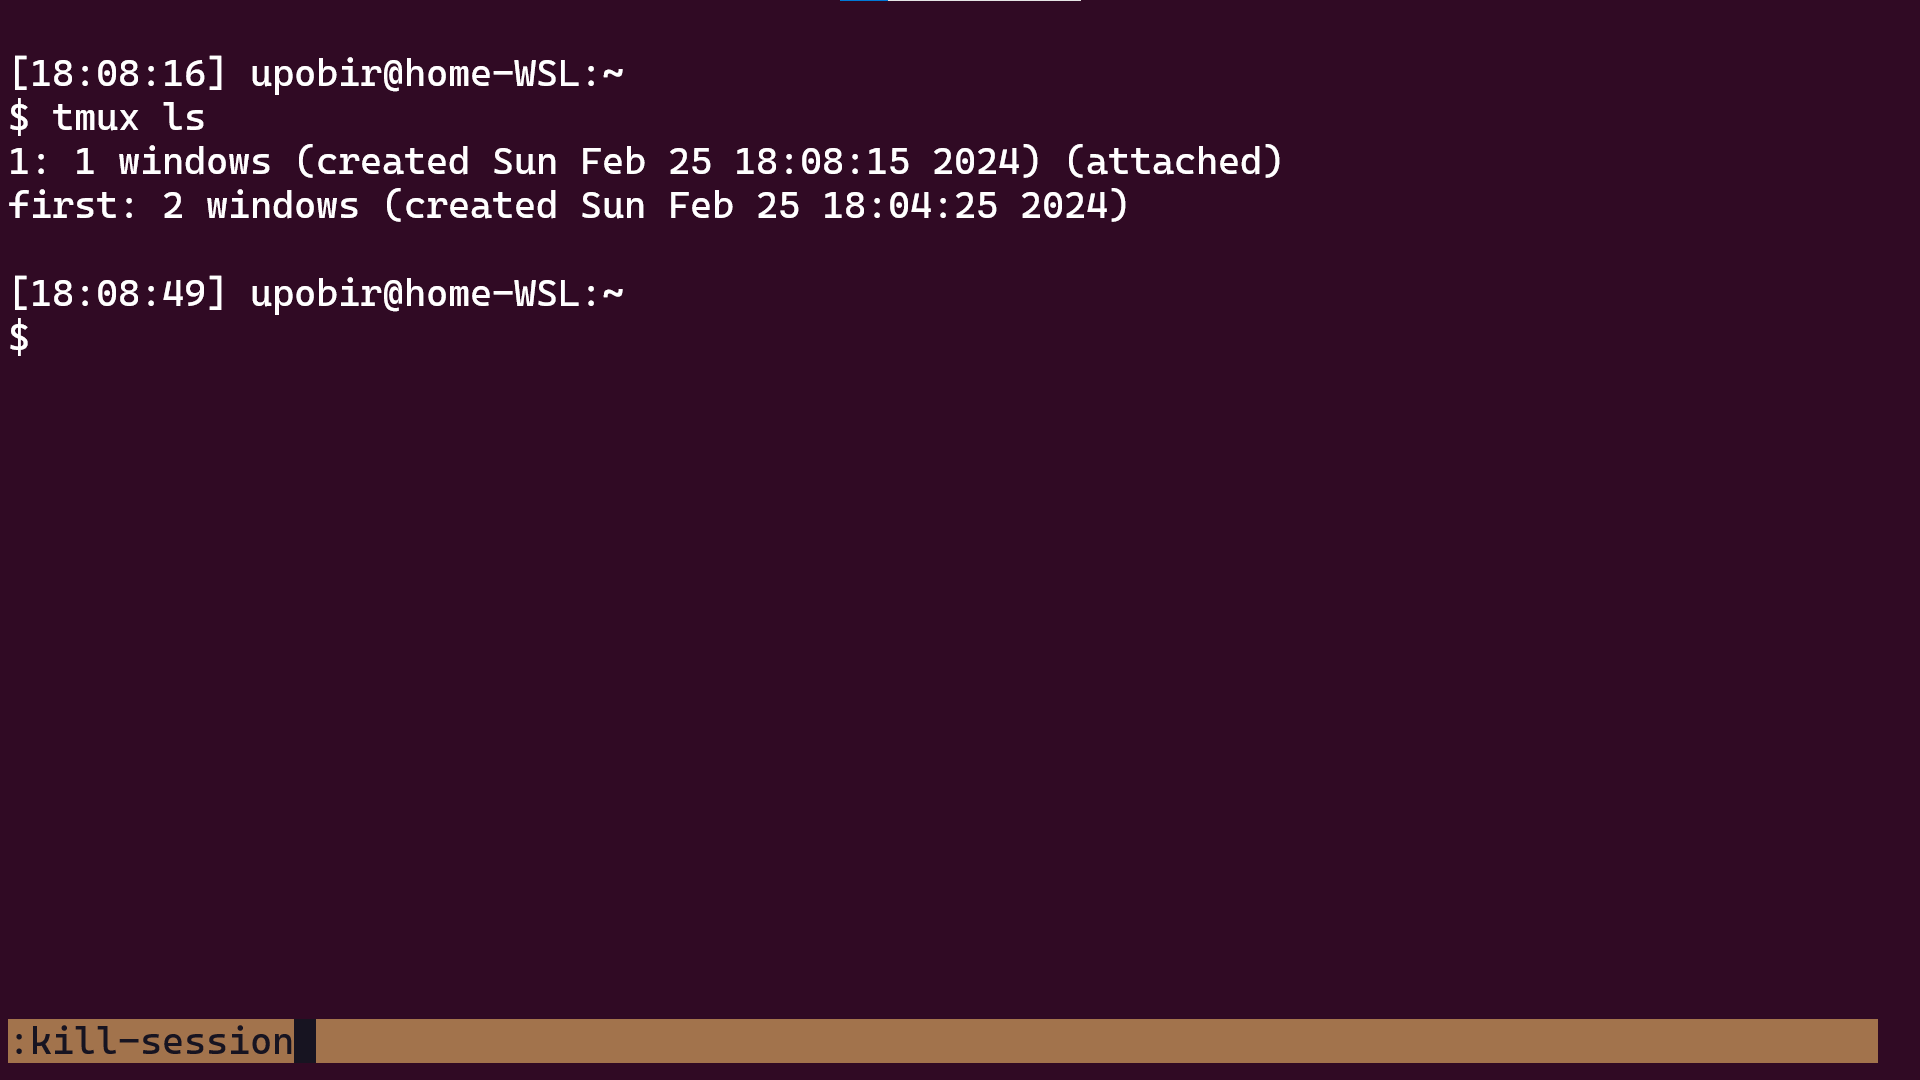 [18:08:16] upobir@home-WSL:~
$ tmux ls
1: 1 windows (created Sun Feb 25 18:08:15 2024) (attached)
first: 2 windows (created Sun Feb 25 18:04:25 2024)
[18:08:49] upobir@home-WSL:~
$
:kill-session